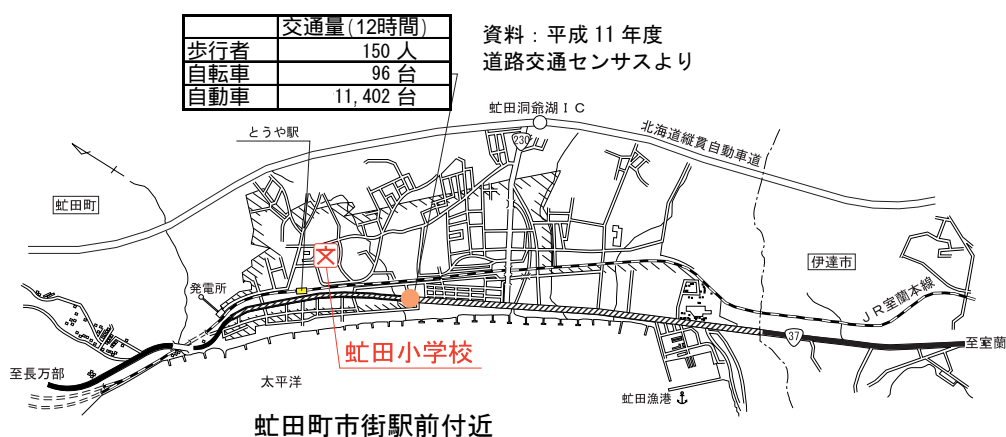 交通量(12時間)
歩行者 150 人
自転車 96 台
自動車 11,402 台
資料：平成 11 年度
道路交通センサスより
虻田洞爺湖ＩＣ
とうや駅
230
北海道縦貫自動車道
虻田町
文
伊達市
発電所
ＪＲ室蘭本線
37
虻田小学校
至室蘭
至長万部
太平洋
虻田漁港
虻田町市街駅前付近